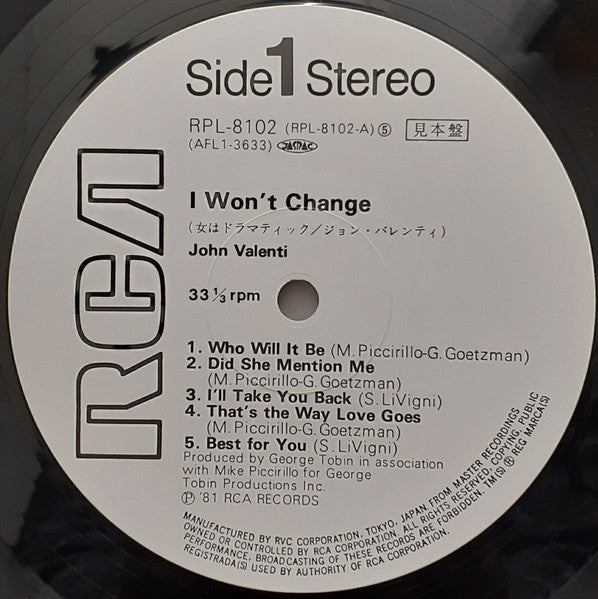 Side 1 Stereo
RPL-8102 (RPL-8102-A) ⑤ 見本盤
(AFL1-3633) JASRAC
I Won't Change
(女はドラマティック/ジョン・バレンティ)
John Valenti
33 1/3 rpm
RCA
1. Who Will It Be (M. Piccirillo-G. Goetzman)
2. Did She Mention Me
(M. Piccirillo-G. Goetzman)
3. I'll Take You Back (S. LiVigni)
4. That's the Way Love Goes
(M. Piccirillo-G. Goetzman)
5. Best for You (S. LiVigni)
Produced by George Tobin in association
with Mike Piccirillo for George
Tobin Productions Inc.
Ⓟ '81 RCA RECORDS
MANUFACTURED BY RVC CORPORATION, TOKYO, JAPAN. FROM MASTER RECORDINGS
OWNED OR CONTROLLED BY RCA CORPORATION. ALL RIGHTS RESERVED, COPYING, PUBLIC
PERFORMANCE, BROADCASTING OF THESE RECORDS ARE FORBIDDEN. TM(S) ® REG MARCA(S)
REGISTRADA(S) USED BY AUTHORITY OF RCA CORPORATION.